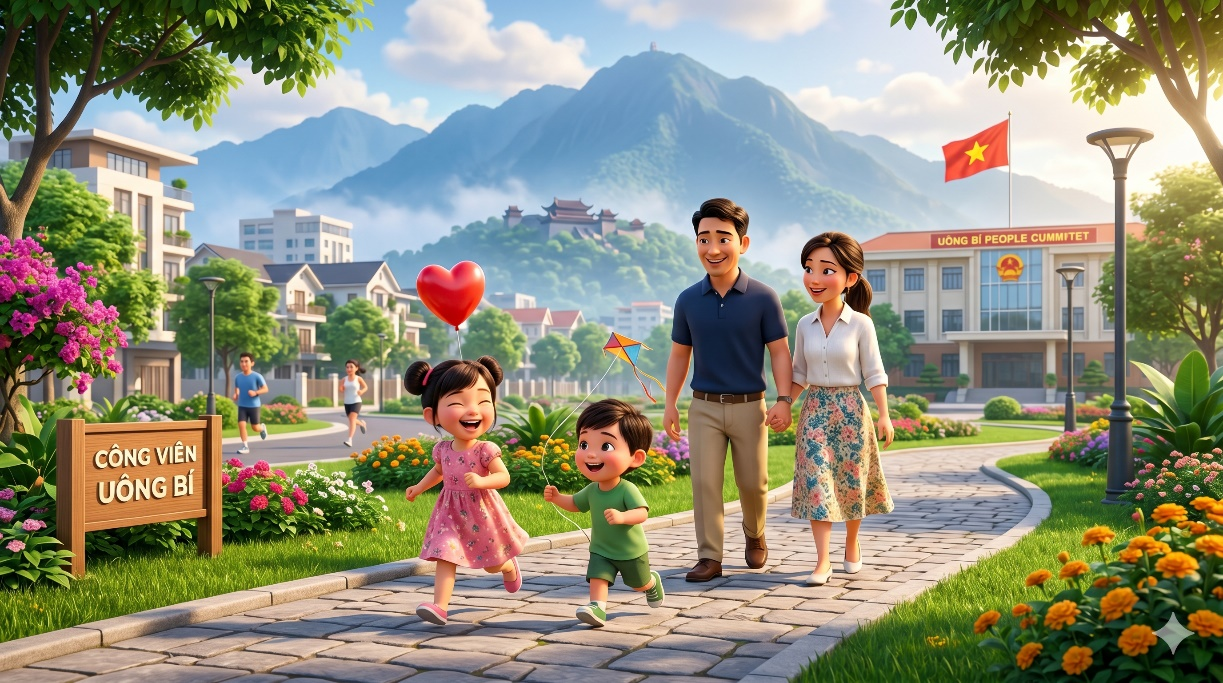 UÔNG BÍ PEOPLE CUMMITET
CÔNG VIÊN
UÔNG BÍ